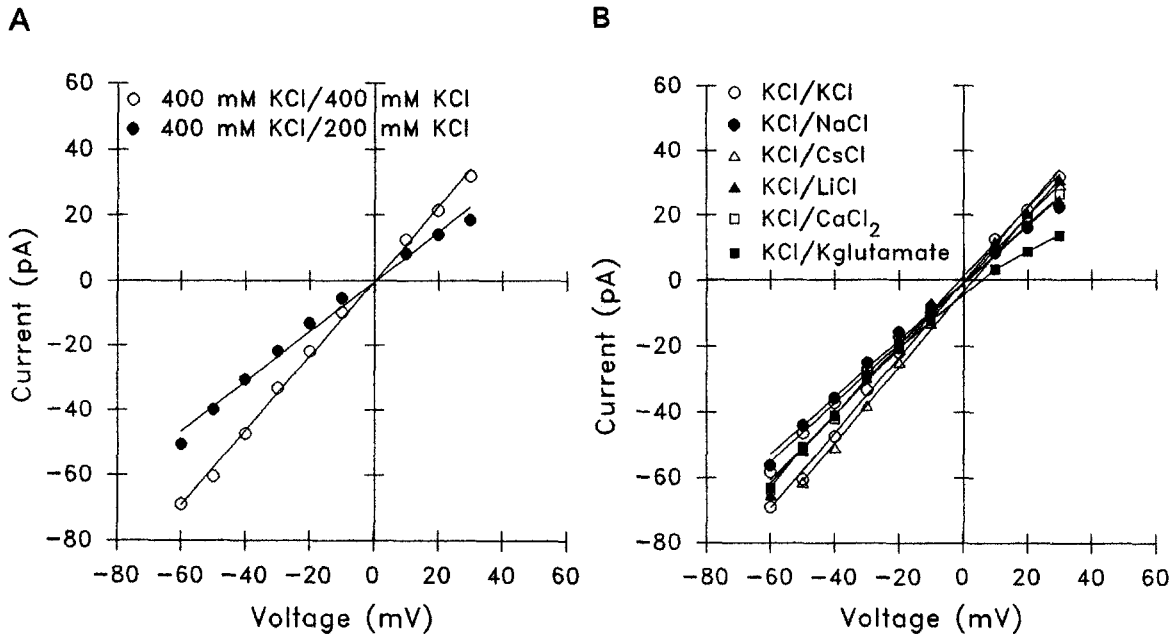 A
60
40
20
0
−20
−40
−60
−80
Current (pA)
400 mM KCl/400 mM KCl
400 mM KCl/200 mM KCl
−80 −60 −40 −20 0 20 40 60
Voltage (mV)
B
60
40
20
0
−20
−40
−60
−80
Current (pA)
KCl/KCl
KCl/NaCl
KCl/CsCl
KCl/LiCl
KCl/CaCl₂
KCl/Kglutamate
−80 −60 −40 −20 0 20 40 60
Voltage (mV)